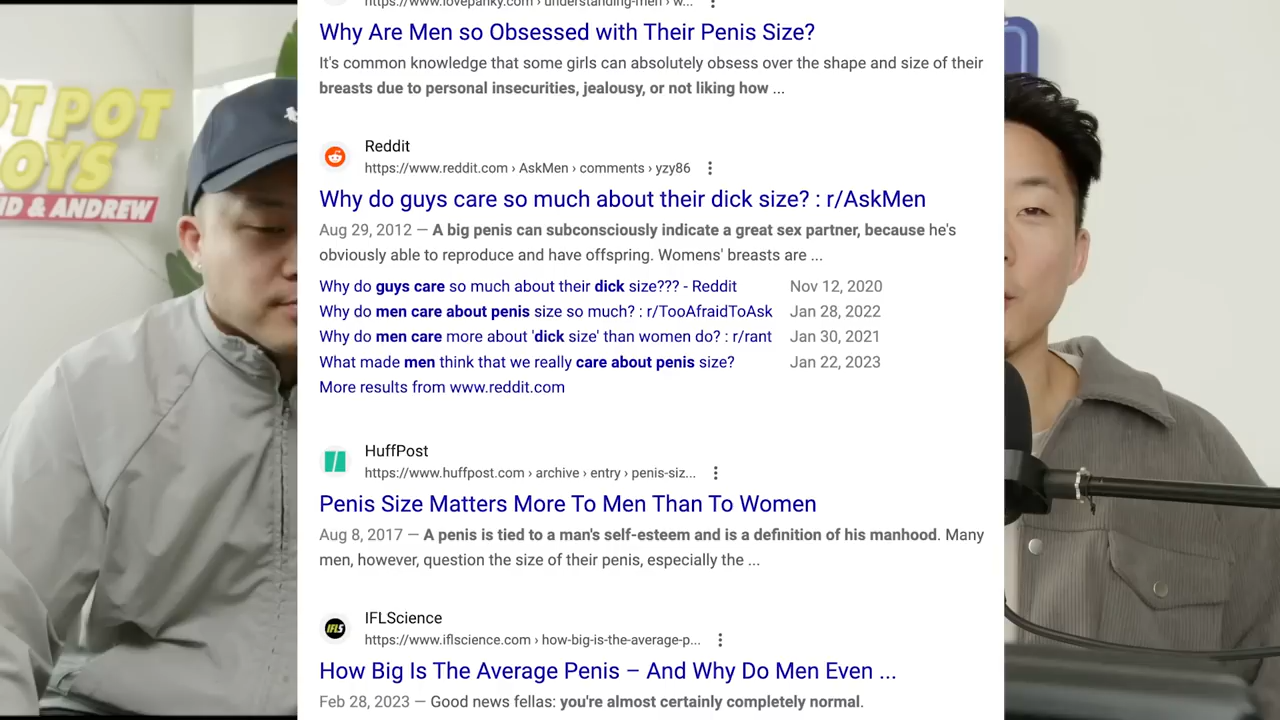 https://www.lovepanky.com › understanding-men › w...
Why Are Men so Obsessed with Their Penis Size?
It's common knowledge that some girls can absolutely obsess over the shape and size of their
breasts due to personal insecurities, jealousy, or not liking how ...
OT POT
OYS
ID & ANDREW
Reddit
https://www.reddit.com › AskMen › comments › yzy86
Why do guys care so much about their dick size? : r/AskMen
Aug 29, 2012 — A big penis can subconsciously indicate a great sex partner, because he's
obviously able to reproduce and have offspring. Womens' breasts are ...
Why do guys care so much about their dick size??? - Reddit Nov 12, 2020
Why do men care about penis size so much? : r/TooAfraidToAsk Jan 28, 2022
Why do men care more about 'dick size' than women do? : r/rant Jan 30, 2021
What made men think that we really care about penis size? Jan 22, 2023
More results from www.reddit.com
HuffPost
https://www.huffpost.com › archive › entry › penis-siz...
Penis Size Matters More To Men Than To Women
Aug 8, 2017 — A penis is tied to a man's self-esteem and is a definition of his manhood. Many
men, however, question the size of their penis, especially the ...
IFLScience
https://www.iflscience.com › how-big-is-the-average-p...
How Big Is The Average Penis – And Why Do Men Even ...
Feb 28, 2023 — Good news fellas: you're almost certainly completely normal.
IFLS